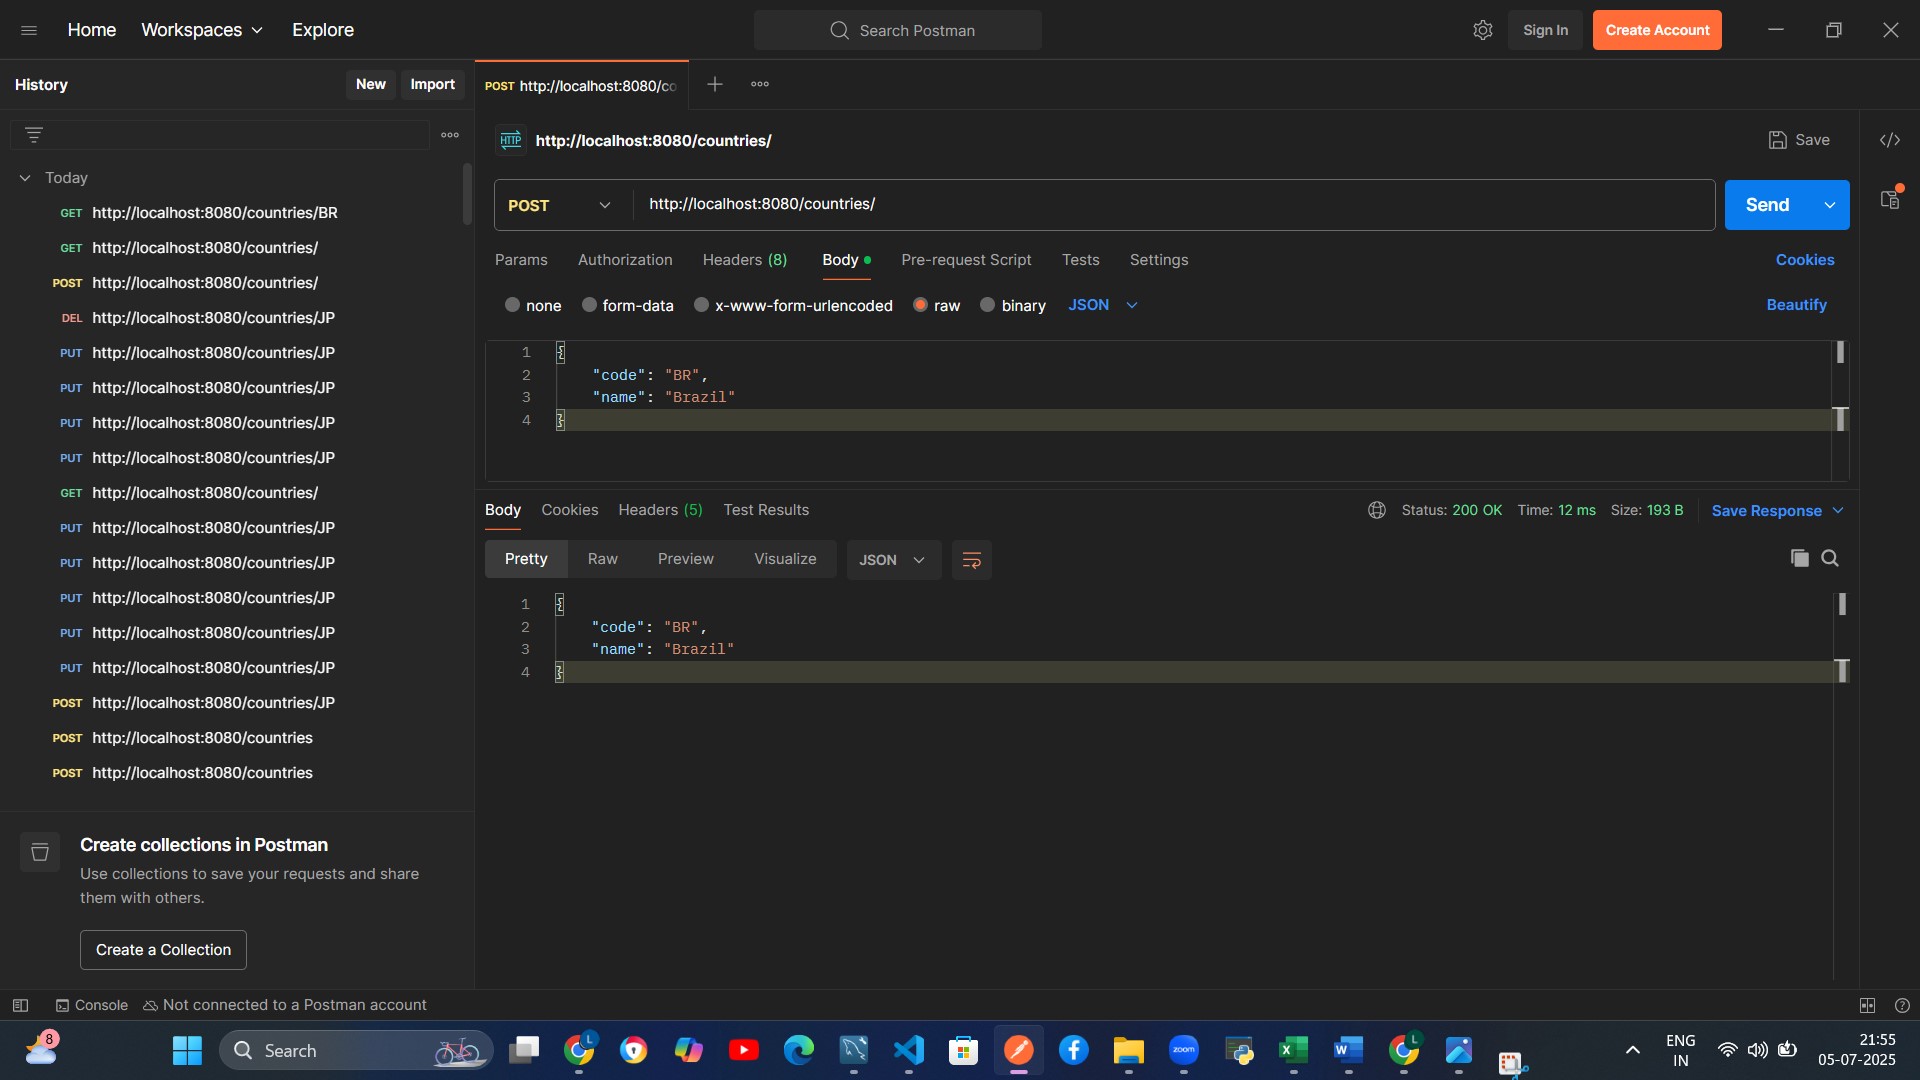 Home Workspaces Explore Search Postman Sign In Create Account
History New Import POST http://localhost:8080/co
http://localhost:8080/countries/ Save
Today
GET http://localhost:8080/countries/BR
GET http://localhost:8080/countries/
POST http://localhost:8080/countries/
DEL http://localhost:8080/countries/JP
PUT http://localhost:8080/countries/JP
PUT http://localhost:8080/countries/JP
PUT http://localhost:8080/countries/JP
PUT http://localhost:8080/countries/JP
GET http://localhost:8080/countries/
PUT http://localhost:8080/countries/JP
PUT http://localhost:8080/countries/JP
PUT http://localhost:8080/countries/JP
PUT http://localhost:8080/countries/JP
PUT http://localhost:8080/countries/JP
POST http://localhost:8080/countries/JP
POST http://localhost:8080/countries
POST http://localhost:8080/countries
Create collections in Postman
Use collections to save your requests and share
them with others.
Create a Collection
POST http://localhost:8080/countries/ Send
Params Authorization Headers (8) Body Pre-request Script Tests Settings Cookies
none form-data x-www-form-urlencoded raw binary JSON Beautify
1 {
2 "code": "BR",
3 "name": "Brazil"
4 }
Body Cookies Headers (5) Test Results Status: 200 OK Time: 12 ms Size: 193 B Save Response
Pretty Raw Preview Visualize JSON
1 {
2 "code": "BR",
3 "name": "Brazil"
4 }
Console Not connected to a Postman account
8 Search zoom L L ENG 21:55
IN 05-07-2025